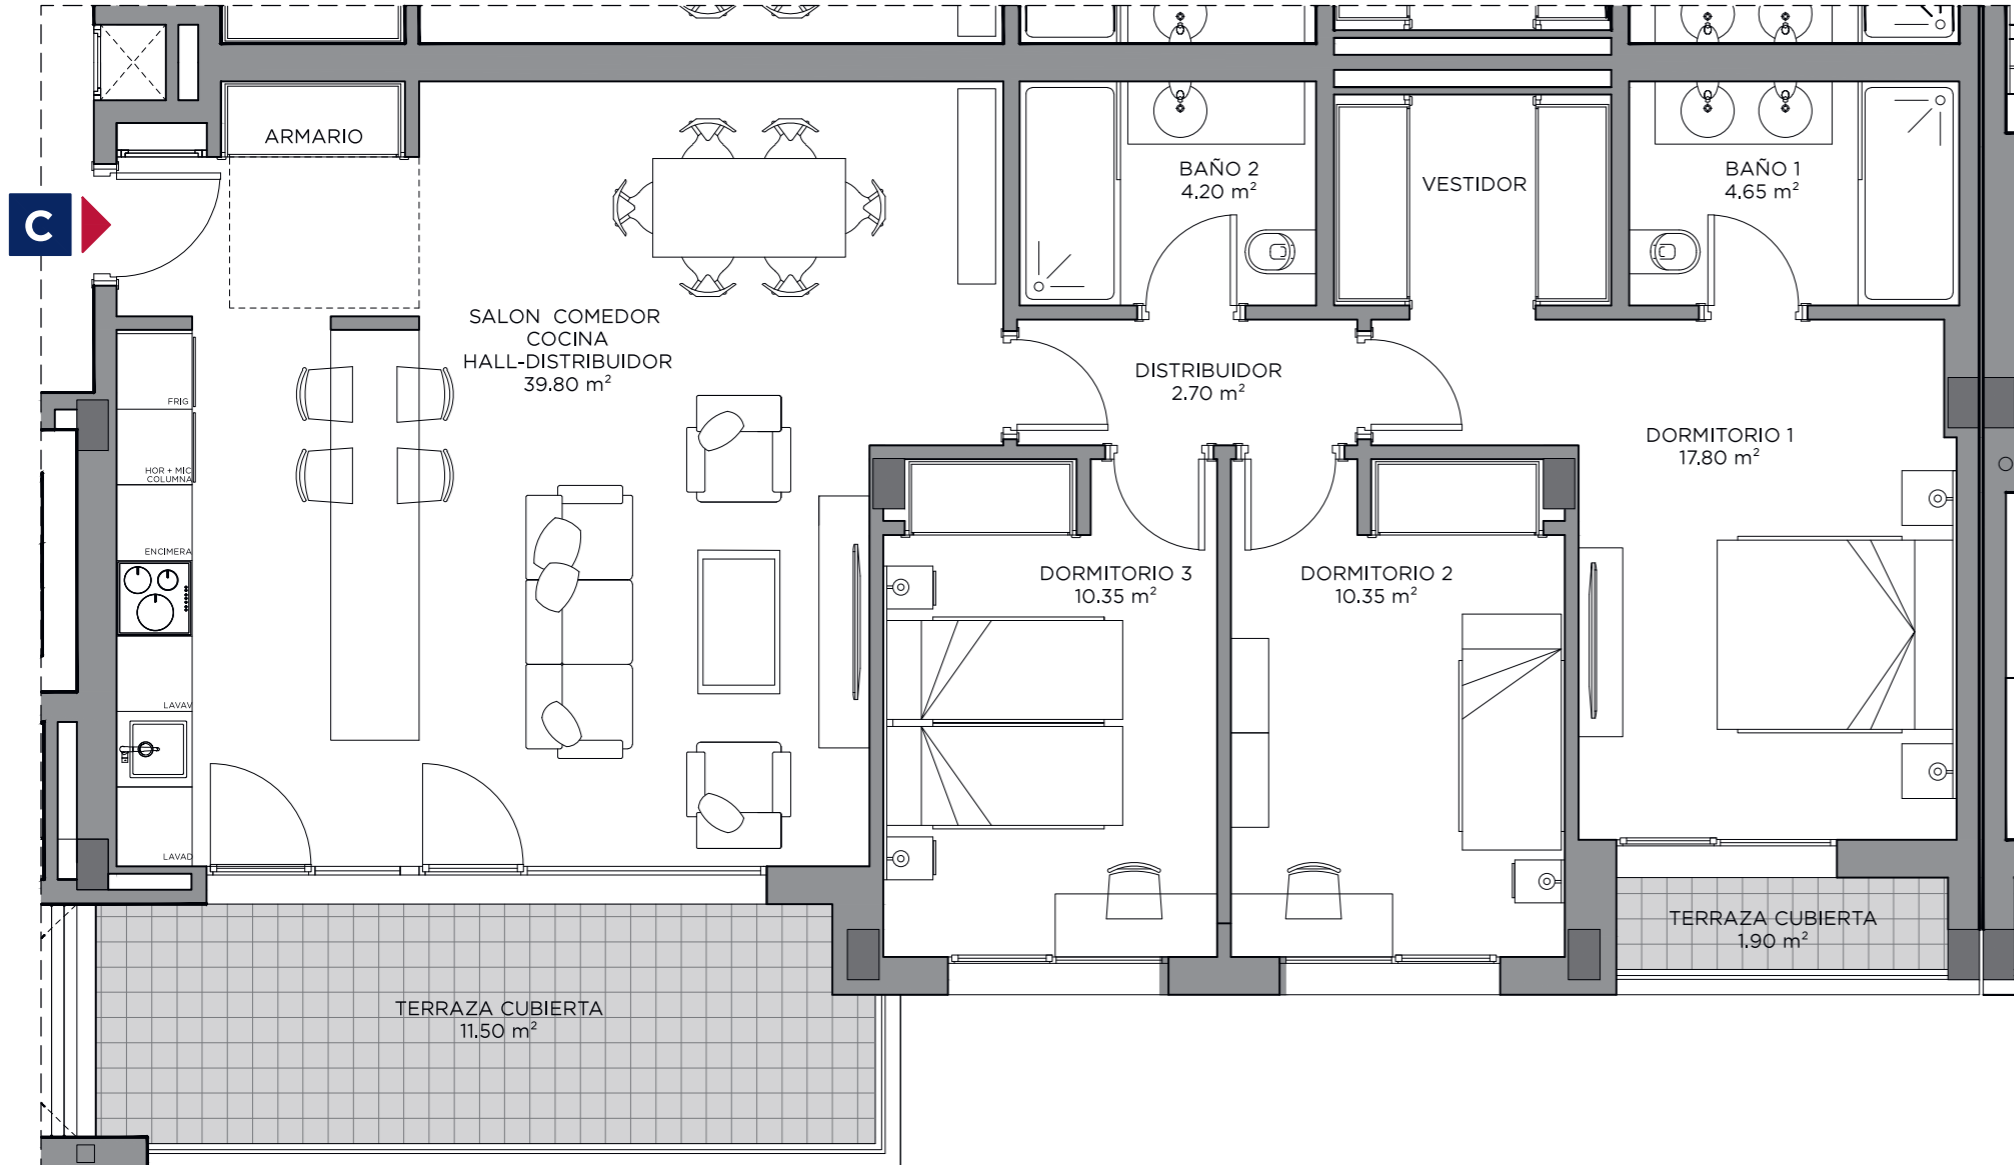 ARMARIO
C
BAÑO 2
4.20 m²
VESTIDOR
BAÑO 1
4.65 m²
SALON COMEDOR
COCINA
HALL-DISTRIBUIDOR
39.80 m²
DISTRIBUIDOR
2.70 m²
FRIG
HOR + MIC
COLUMNA
ENCIMERA
LAVAV
LAVAD
DORMITORIO 1
17.80 m²
DORMITORIO 3
10.35 m²
DORMITORIO 2
10.35 m²
TERRAZA CUBIERTA
1.90 m²
TERRAZA CUBIERTA
11.50 m²